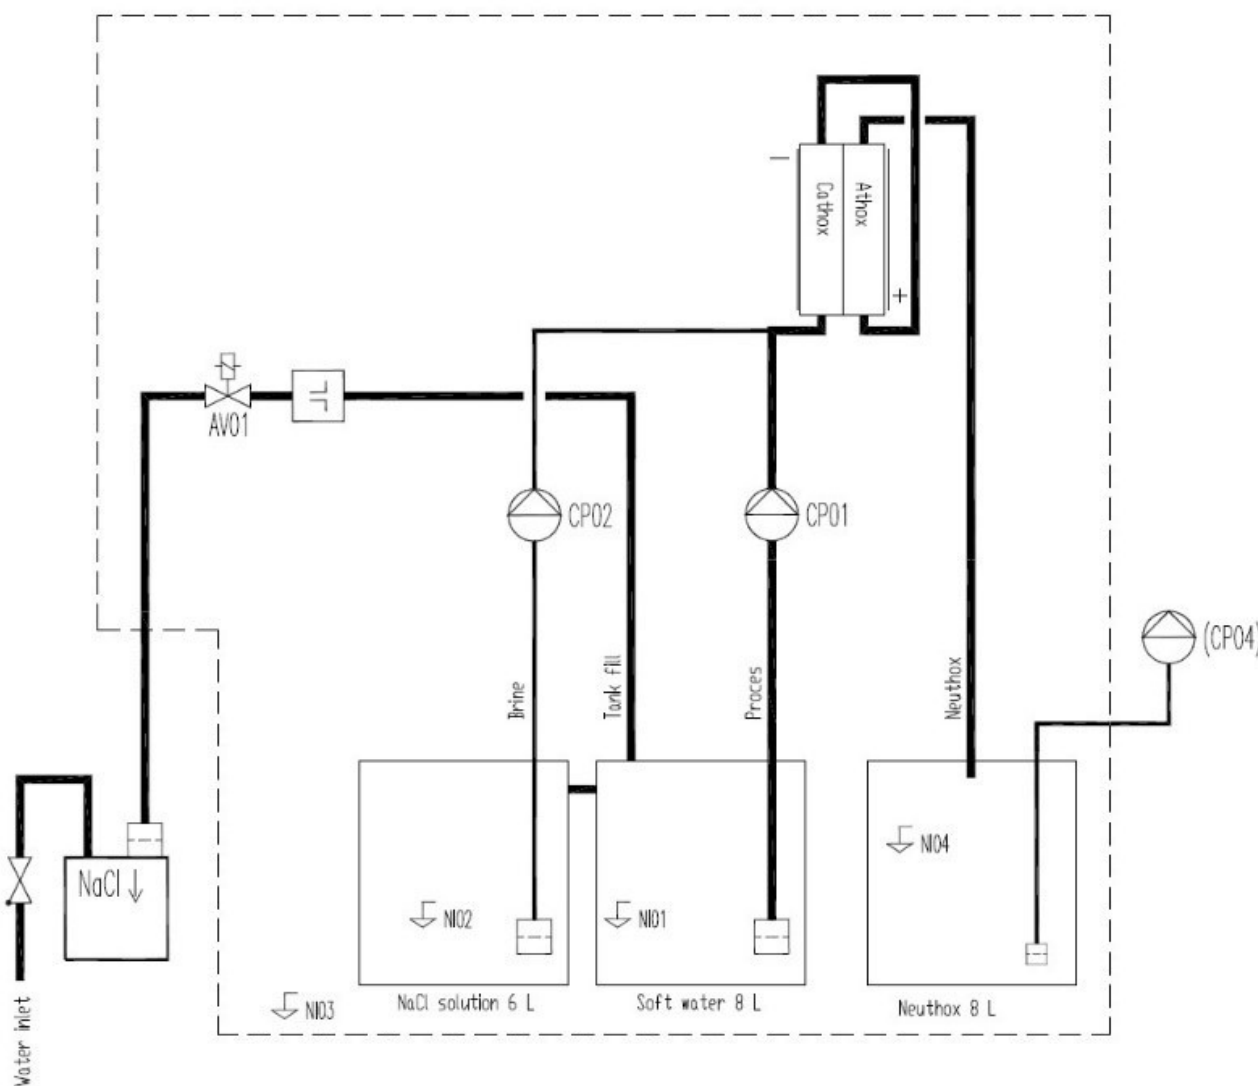 Cathox
Athox
—
+
AV01
CP02
CP01
(CP04)
Brine
Tank fill
Proces
Neuthox
NaCl ↓
NI02
NI01
NI04
NI03
NaCl solution 6 L
Soft water 8 L
Neuthox 8 L
Water inlet